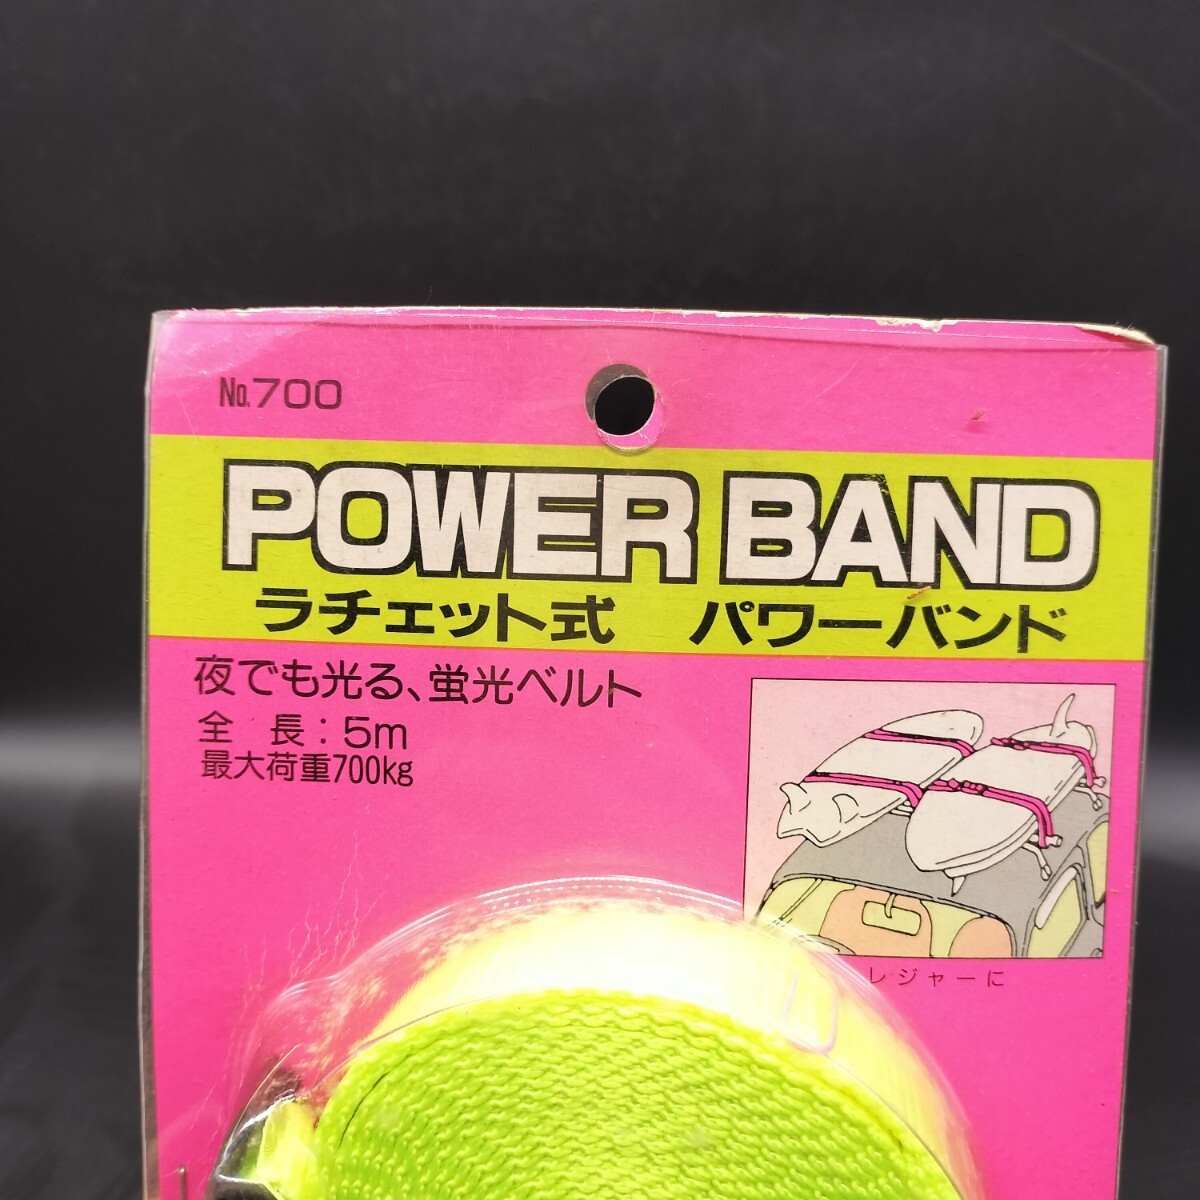 No.700
POWER BAND
ラチェット式 パワーバンド
夜でも光る、蛍光ベルト
全 長：5m
最大荷重700kg
レジャーに